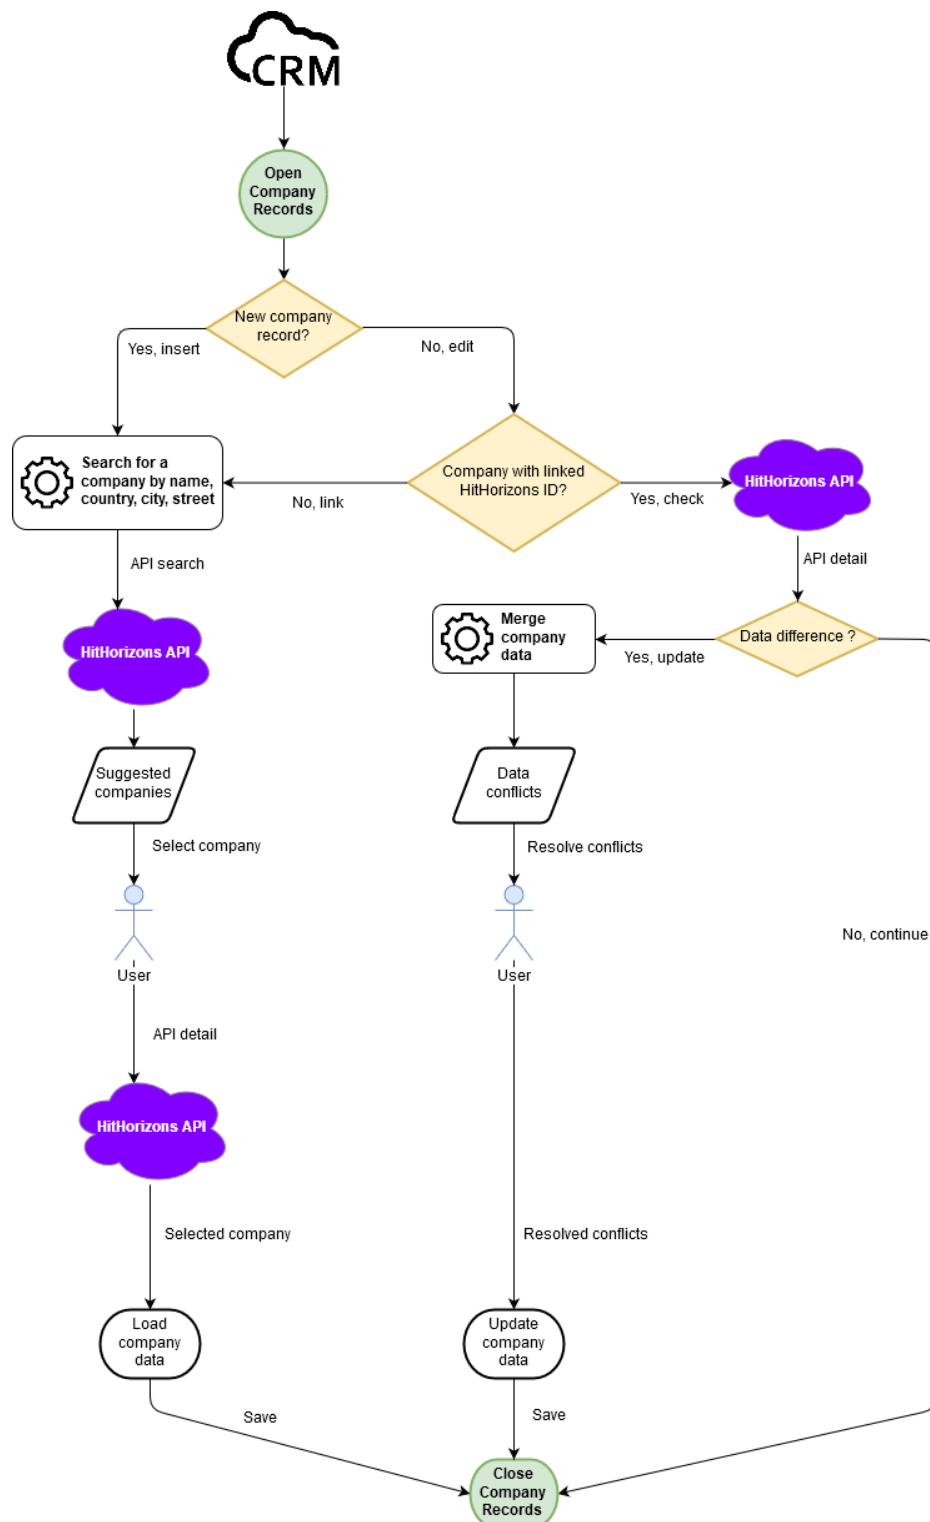 CRM
Open
Company
Records
New company
record?
Yes, insert
No, edit
Search for a
company by name,
country, city, street
No, link
Company with linked
HitHorizons ID?
Yes, check
HitHorizons API
API search
API detail
HitHorizons API
Merge
company
data
Yes, update
Data difference ?
Suggested
companies
Data
conflicts
Select company
Resolve conflicts
User
User
No, continue
API detail
HitHorizons API
Selected company
Resolved conflicts
Load
company
data
Update
company
data
Save
Save
Close
Company
Records